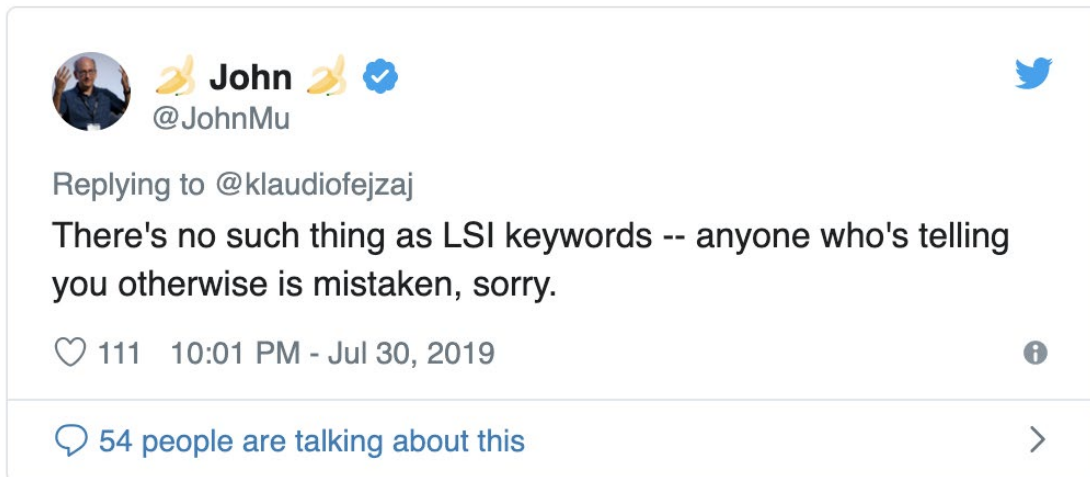 🍌 John 🍌
@JohnMu
Replying to @klaudiofejzaj
There's no such thing as LSI keywords -- anyone who's telling
you otherwise is mistaken, sorry.
111 10:01 PM - Jul 30, 2019
54 people are talking about this